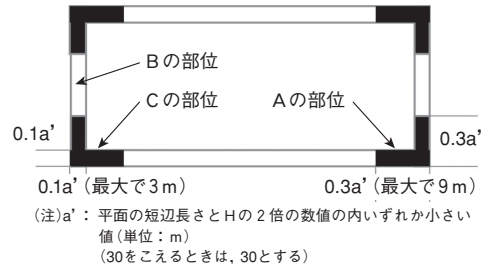 Bの部位
Cの部位 Aの部位
0.1a’ 0.3a’
0.1a’(最大で3m) 0.3a’(最大で9m)
(注)a’: 平面の短辺長さとHの2倍の数値の内いずれか小さい
値(単位:m)
(30をこえるときは, 30とする)